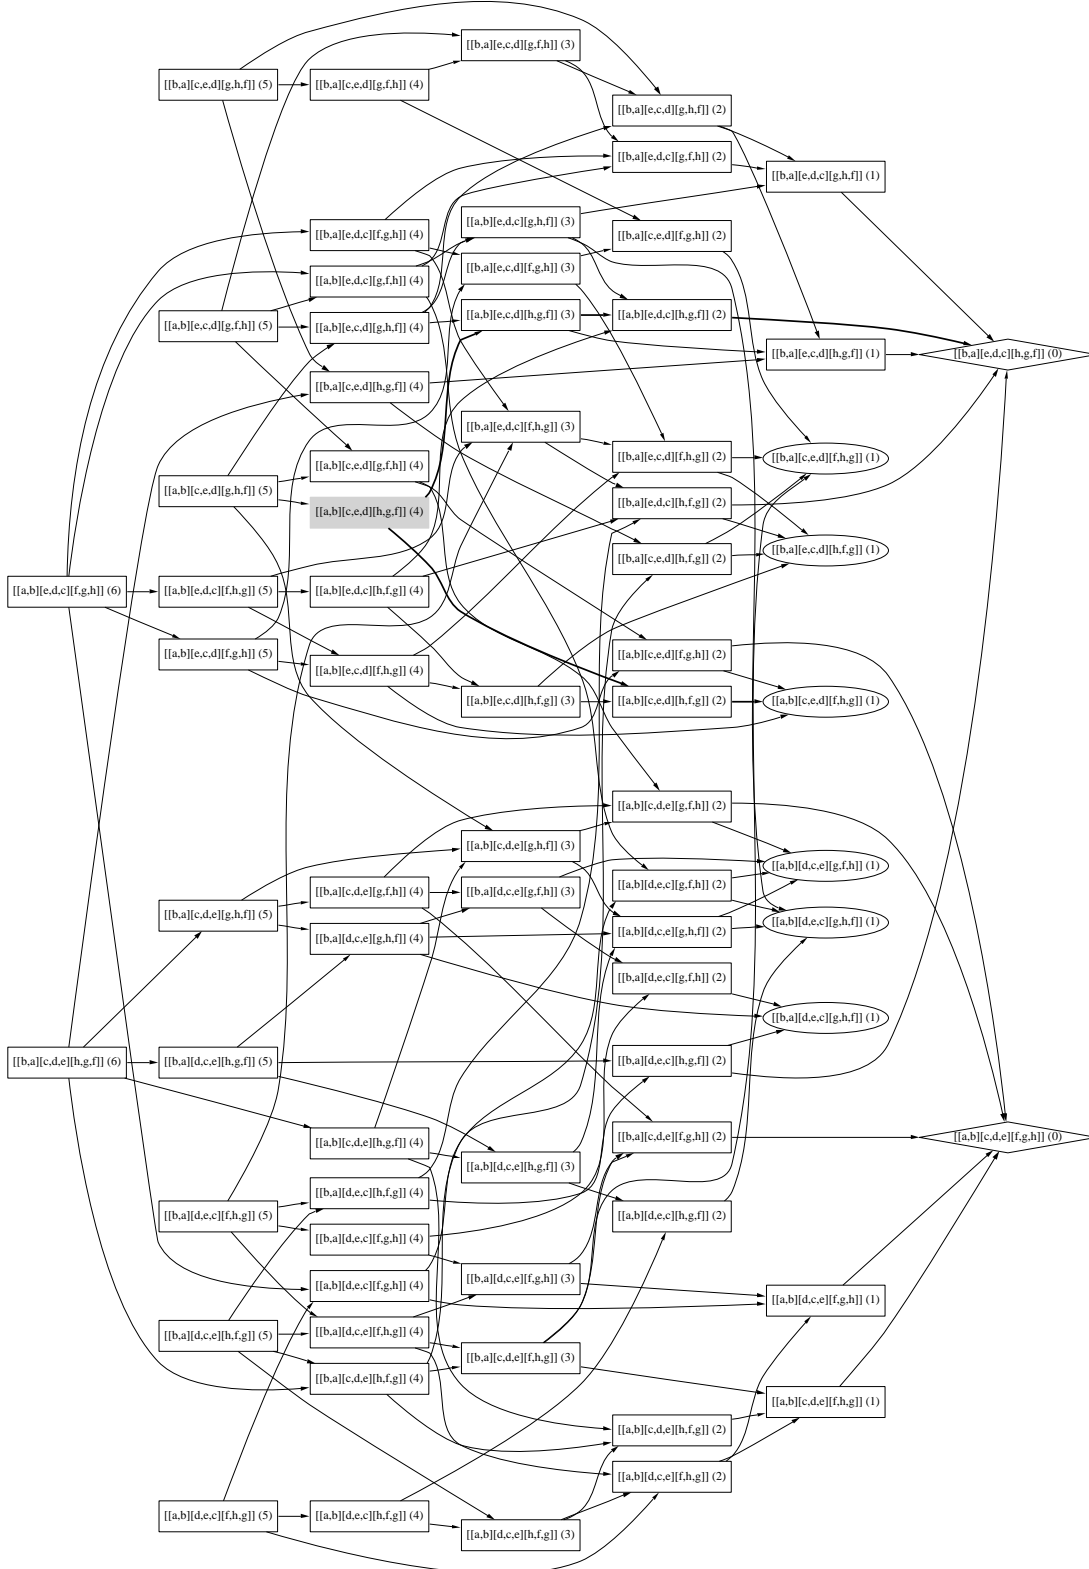 [[b,a][e,c,d][g,f,h]] (3)
[[b,a][c,e,d][g,h,f]] (5)
[[b,a][c,e,d][g,f,h]] (4)
[[b,a][e,c,d][g,h,f]] (2)
[[b,a][e,d,c][g,f,h]] (2)
[[b,a][e,d,c][g,h,f]] (1)
[[b,a][e,d,c][f,g,h]] (4)
[[a,b][e,d,c][g,h,f]] (3)
[[b,a][c,e,d][f,g,h]] (2)
[[a,b][e,d,c][g,f,h]] (4)
[[b,a][e,c,d][f,g,h]] (3)
[[a,b][e,c,d][g,f,h]] (5)
[[a,b][e,c,d][g,h,f]] (4)
[[a,b][e,c,d][h,g,f]] (3)
[[a,b][e,d,c][h,g,f]] (2)
[[b,a][e,c,d][h,g,f]] (1)
[[b,a][e,d,c][h,g,f]] (0)
[[b,a][c,e,d][h,g,f]] (4)
[[b,a][e,d,c][f,h,g]] (3)
[[a,b][c,e,d][g,f,h]] (4)
[[b,a][e,c,d][f,h,g]] (2)
[[b,a][c,e,d][f,h,g]] (1)
[[a,b][c,e,d][g,h,f]] (5)
[[a,b][c,e,d][h,g,f]] (4)
[[b,a][e,d,c][h,f,g]] (2)
[[b,a][c,e,d][h,f,g]] (2)
[[b,a][e,c,d][h,f,g]] (1)
[[a,b][e,d,c][f,g,h]] (6)
[[a,b][e,d,c][f,h,g]] (5)
[[a,b][e,d,c][h,f,g]] (4)
[[a,b][e,c,d][f,g,h]] (5)
[[a,b][e,c,d][f,h,g]] (4)
[[a,b][c,e,d][f,g,h]] (2)
[[a,b][e,c,d][h,f,g]] (3)
[[a,b][c,e,d][h,f,g]] (2)
[[a,b][c,e,d][f,h,g]] (1)
[[a,b][c,d,e][g,f,h]] (2)
[[a,b][c,d,e][g,h,f]] (3)
[[a,b][d,c,e][g,f,h]] (1)
[[b,a][c,d,e][g,f,h]] (4)
[[b,a][d,c,e][g,f,h]] (3)
[[a,b][d,e,c][g,f,h]] (2)
[[b,a][c,d,e][g,h,f]] (5)
[[b,a][d,c,e][g,h,f]] (4)
[[a,b][d,c,e][g,h,f]] (2)
[[a,b][d,e,c][g,h,f]] (1)
[[b,a][d,e,c][g,f,h]] (2)
[[b,a][d,e,c][g,h,f]] (1)
[[b,a][c,d,e][h,g,f]] (6)
[[b,a][d,c,e][h,g,f]] (5)
[[b,a][d,e,c][h,g,f]] (2)
[[a,b][c,d,e][h,g,f]] (4)
[[a,b][d,c,e][h,g,f]] (3)
[[b,a][c,d,e][f,g,h]] (2)
[[a,b][c,d,e][f,g,h]] (0)
[[b,a][d,e,c][h,f,g]] (4)
[[b,a][d,e,c][f,h,g]] (5)
[[a,b][d,e,c][h,g,f]] (2)
[[b,a][d,e,c][f,g,h]] (4)
[[a,b][d,e,c][f,g,h]] (4)
[[b,a][d,c,e][f,g,h]] (3)
[[a,b][d,c,e][f,g,h]] (1)
[[b,a][d,c,e][h,f,g]] (5)
[[b,a][d,c,e][f,h,g]] (4)
[[b,a][c,d,e][f,h,g]] (3)
[[b,a][c,d,e][h,f,g]] (4)
[[a,b][c,d,e][f,h,g]] (1)
[[a,b][c,d,e][h,f,g]] (2)
[[a,b][d,c,e][f,h,g]] (2)
[[a,b][d,e,c][f,h,g]] (5)
[[a,b][d,e,c][h,f,g]] (4)
[[a,b][d,c,e][h,f,g]] (3)